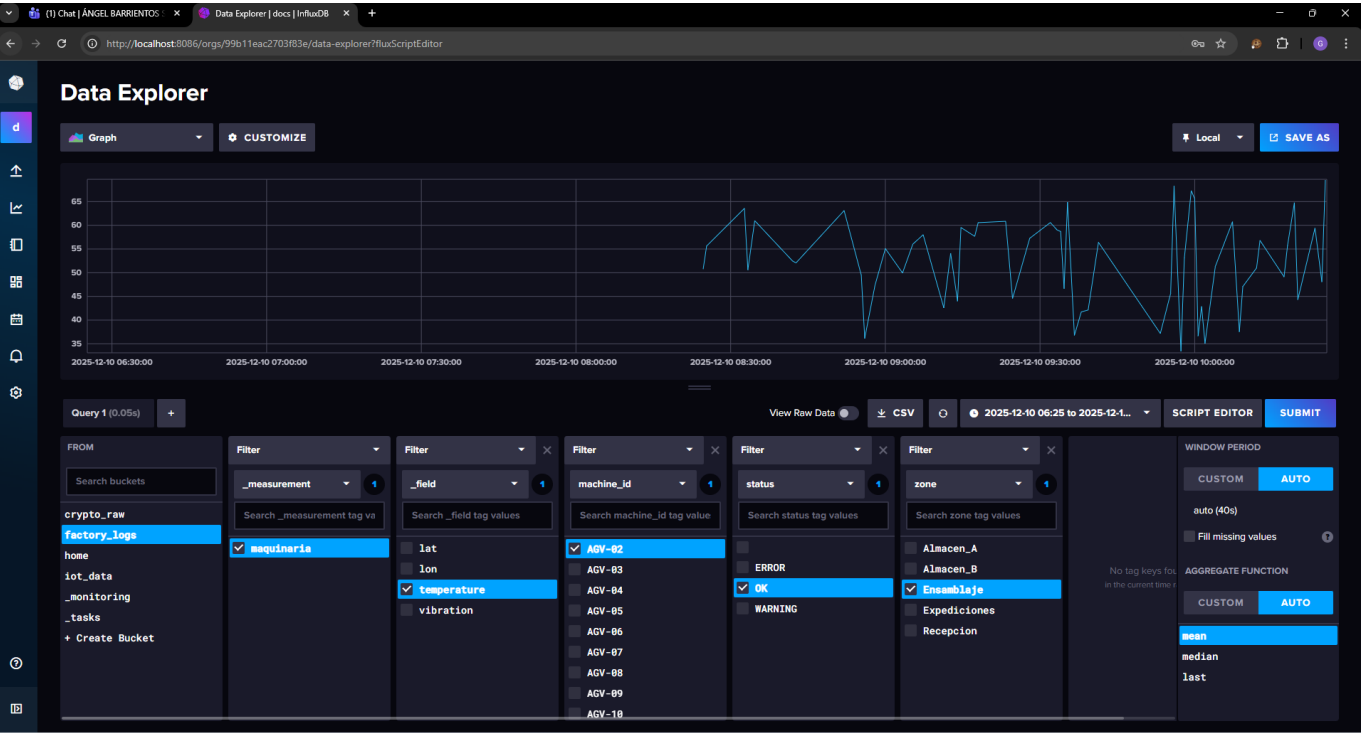 (1) Chat | ÁNGEL BARRIENTOS
Data Explorer | docs | InfluxDB
http://localhost:8086/orgs/99b11eac2703f83e/data-explorer?fluxScriptEditor
G
d
Data Explorer
Graph
CUSTOMIZE
Local
SAVE AS
65
60
55
50
45
40
35
2025-12-10 06:30:00
2025-12-10 07:00:00
2025-12-10 07:30:00
2025-12-10 08:00:00
2025-12-10 08:30:00
2025-12-10 09:00:00
2025-12-10 09:30:00
2025-12-10 10:00:00
Query 1 (0.05s)
+
View Raw Data
CSV
2025-12-10 06:25 to 2025-12-1...
SCRIPT EDITOR
SUBMIT
FROM
Search buckets
crypto_raw
factory_logs
home
iot_data
_monitoring
_tasks
+ Create Bucket
Filter
_measurement
1
Search _measurement tag va
maquinaria
Filter
_field
1
Search _field tag values
lat
lon
temperature
vibration
Filter
machine_id
1
Search machine_id tag value
AGV-02
AGV-03
AGV-04
AGV-05
AGV-06
AGV-07
AGV-08
AGV-09
AGV-10
Filter
status
1
Search status tag values
ERROR
OK
WARNING
Filter
zone
1
Search zone tag values
Almacen_A
Almacen_B
Ensamblaje
Expediciones
Recepcion
No tag keys fou
in the current time r
WINDOW PERIOD
CUSTOM
AUTO
auto (40s)
Fill missing values
?
AGGREGATE FUNCTION
CUSTOM
AUTO
mean
median
last